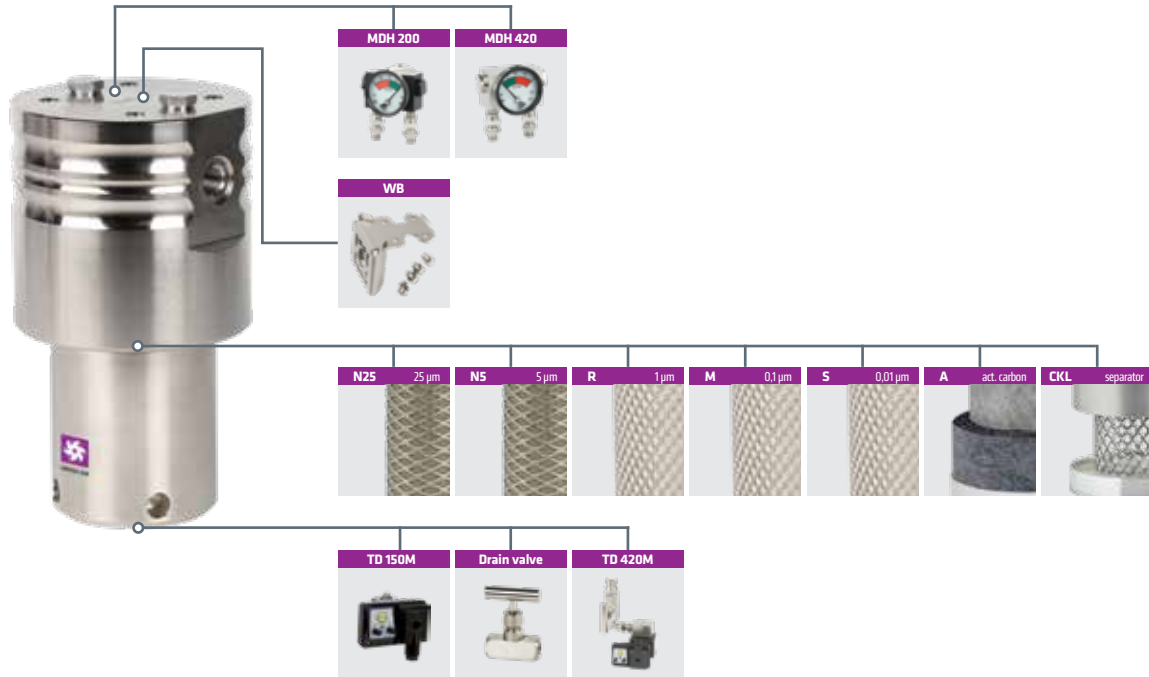 MDH 200
MDH 420
WB
N25 25 µm
N5 5 µm
R 1 µm
M 0,1 µm
S 0,01 µm
A act. carbon
CKL separator
TD 150M
Drain valve
TD 420M